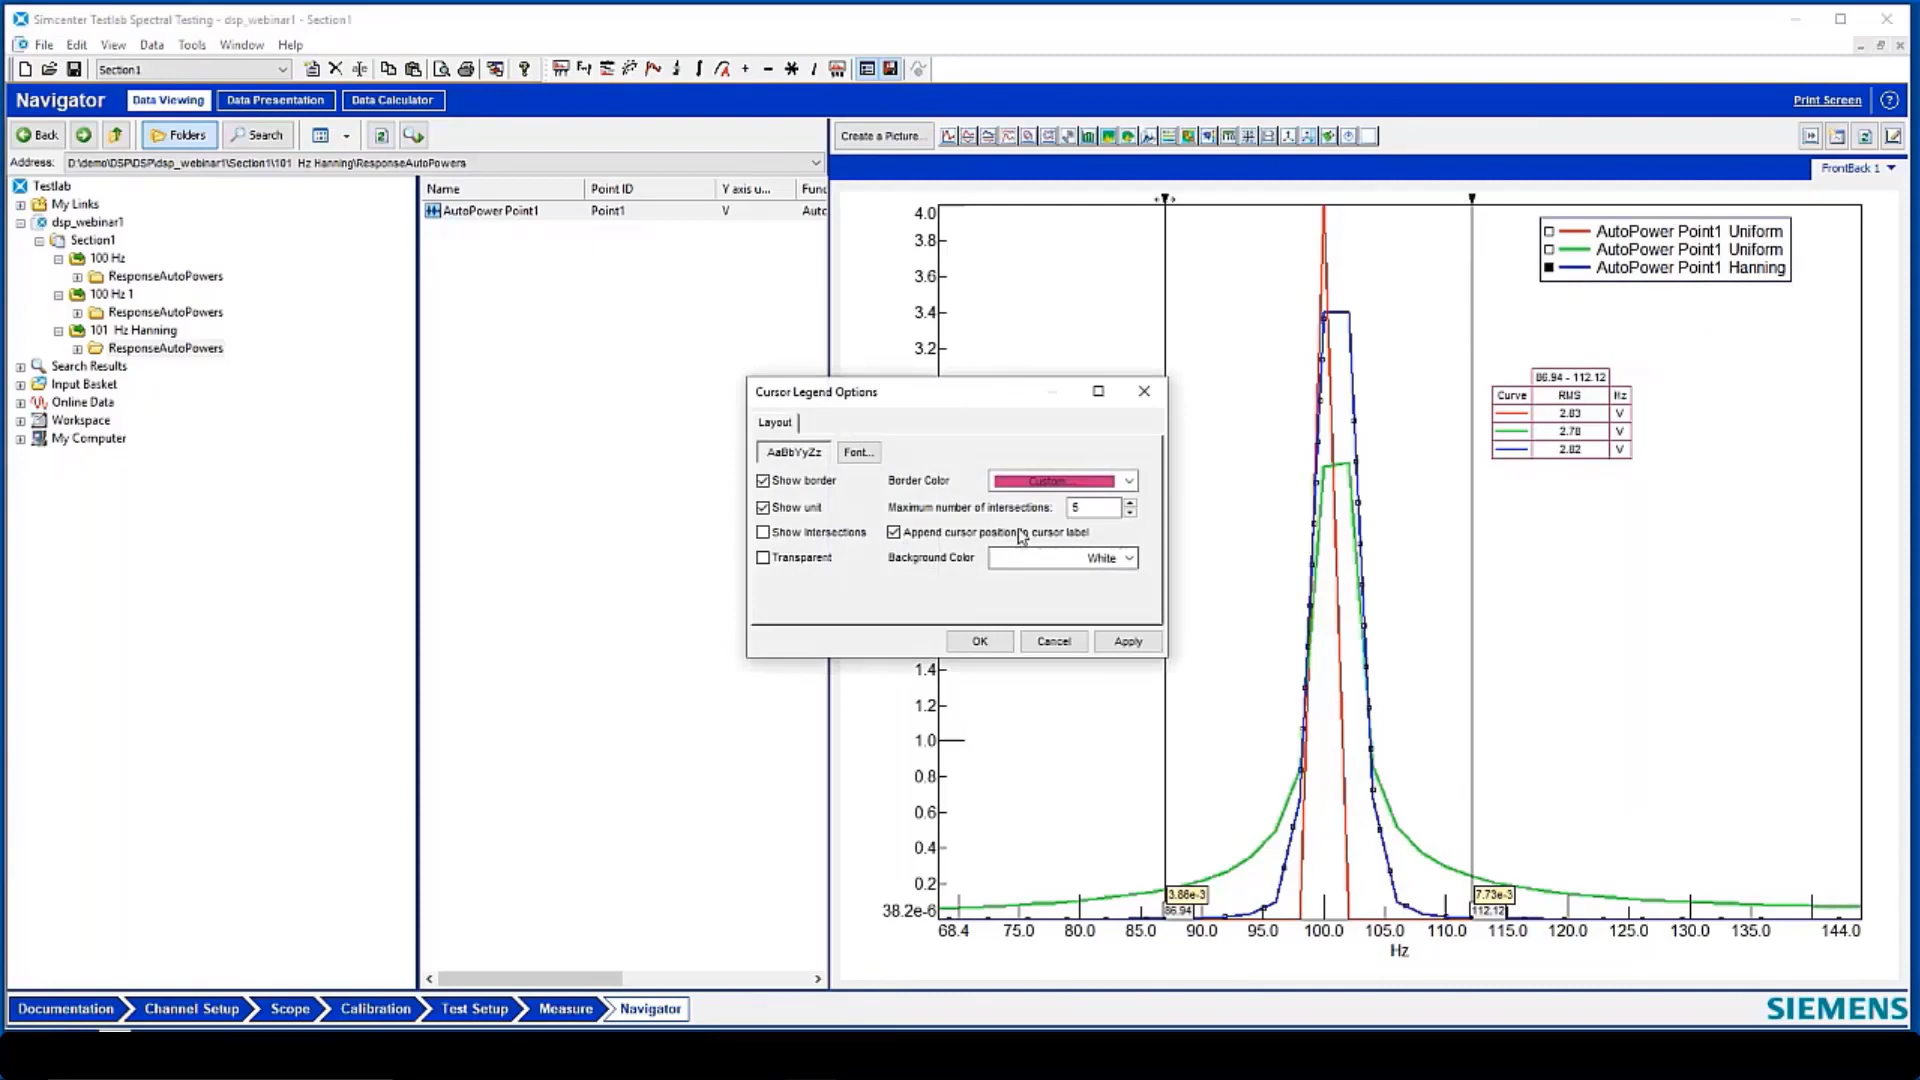 Simcenter Testlab Spectral Testing - dsp_webinar1 - Section1
File Edit View Data Tools Window Help
Section1
Navigator Data Viewing Data Presentation Data Calculator Print Screen
Back Folders Search Create a Picture...
Address: D:\demo\DSP\DSP\dsp_webinar1\Section1\101 Hz Hanning\ResponseAutoPowers
FrontBack 1
Testlab
My Links
dsp_webinar1
Section1
100 Hz
ResponseAutoPowers
100 Hz 1
ResponseAutoPowers
101 Hz Hanning
ResponseAutoPowers
Search Results
Input Basket
Online Data
Workspace
My Computer
Name Point ID Y axis u... Func
AutoPower Point1 Point1 V Autc
4.0
3.8
3.6
3.4
3.2
1.4
1.2
1.0
0.8
0.6
0.4
0.2
38.2e-6
AutoPower Point1 Uniform
AutoPower Point1 Uniform
AutoPower Point1 Hanning
86.94 - 112.12
Curve RMS Hz
2.83 V
2.78 V
2.82 V
Cursor Legend Options
Layout
AaBbYyZz Font...
Show border Border Color Custom...
Show unit Maximum number of intersections: 5
Show Intersections Append cursor position to cursor label
Transparent Background Color White
OK Cancel Apply
3.86e-3 7.73e-3
86.94 112.12
68.4 75.0 80.0 85.0 90.0 95.0 100.0 105.0 110.0 115.0 120.0 125.0 130.0 135.0 144.0
Hz
Documentation Channel Setup Scope Calibration Test Setup Measure Navigator
SIEMENS